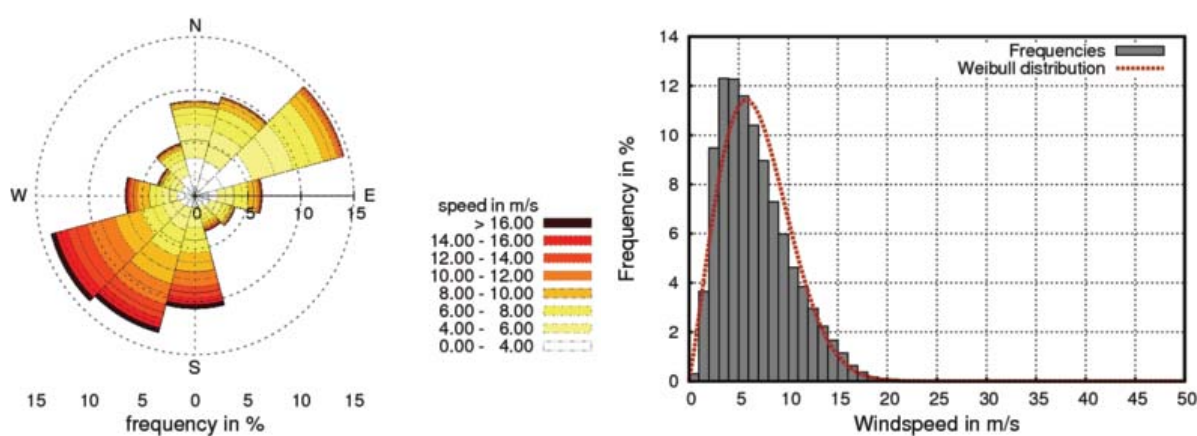 N
W
E
S
0 5 10 15
15 10 5 0 5 10 15
frequency in %
speed in m/s
> 16.00
14.00 - 16.00
12.00 - 14.00
10.00 - 12.00
8.00 - 10.00
6.00 - 8.00
4.00 - 6.00
0.00 - 4.00
14
12
10
8
6
4
2
0
Frequency in %
Frequencies
Weibull distribution
0 5 10 15 20 25 30 35 40 45 50
Windspeed in m/s